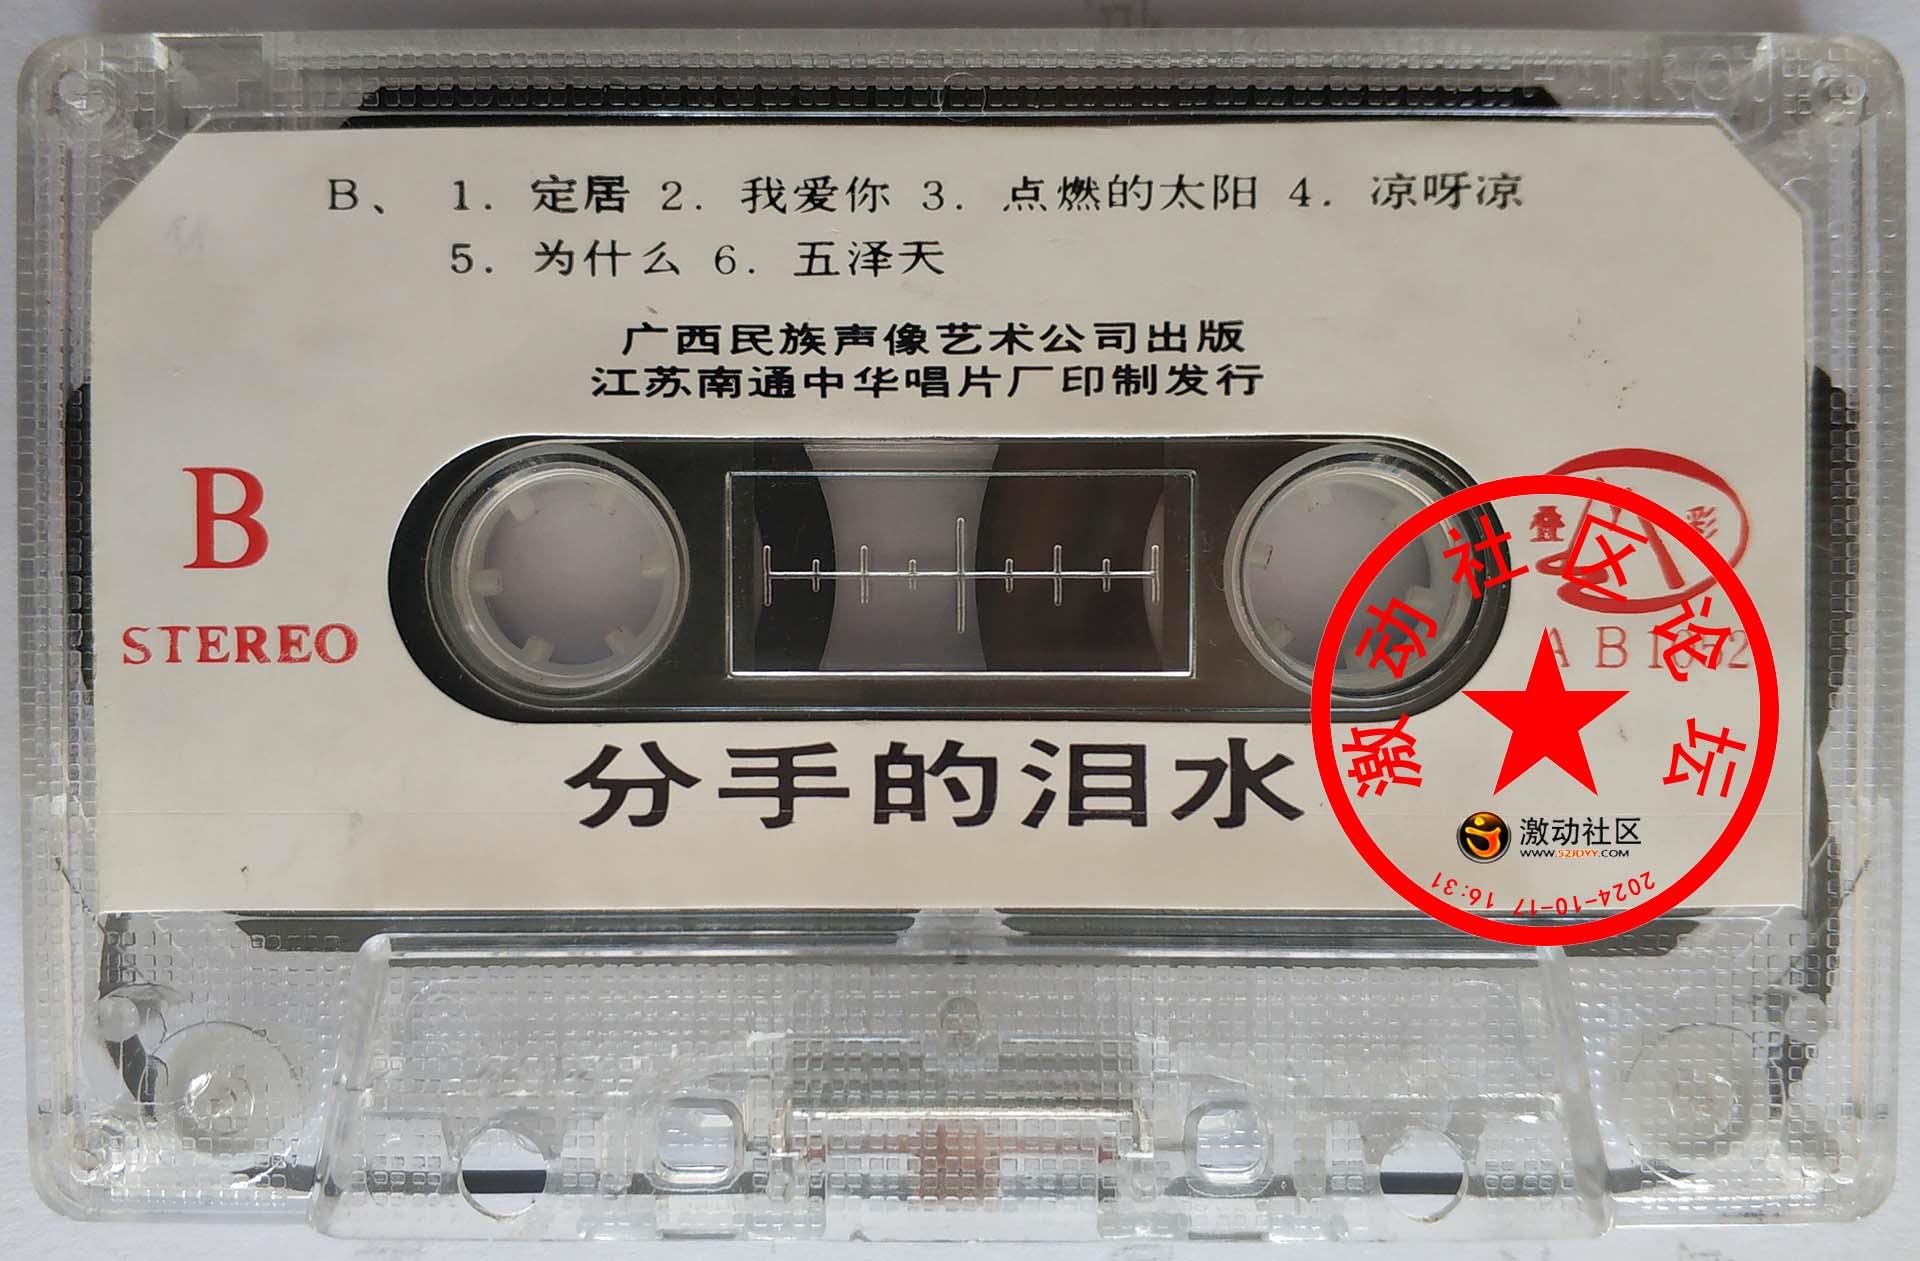 B、 1. 定居 2. 我爱你 3. 点燃的太阳 4. 凉呀凉
5. 为什么 6. 五泽天
广西民族声像艺术公司出版
江苏南通中华唱片厂印制发行
B
STEREO
叠 彩
分手的泪水
激动社区论坛
激动社区
WWW.52JDYY.COM
2024-10-17 16:31